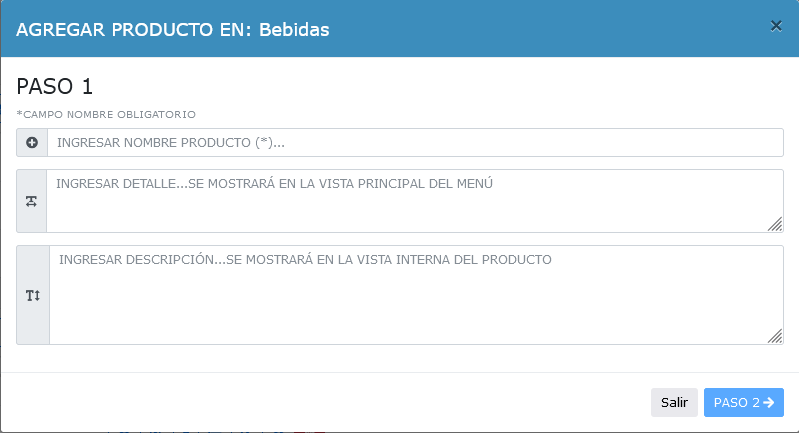 AGREGAR PRODUCTO EN: Bebidas
×
PASO 1
*CAMPO NOMBRE OBLIGATORIO
INGRESAR NOMBRE PRODUCTO (*)...
INGRESAR DETALLE...SE MOSTRARÁ EN LA VISTA PRINCIPAL DEL MENÚ
INGRESAR DESCRIPCIÓN...SE MOSTRARÁ EN LA VISTA INTERNA DEL PRODUCTO
Salir
PASO 2